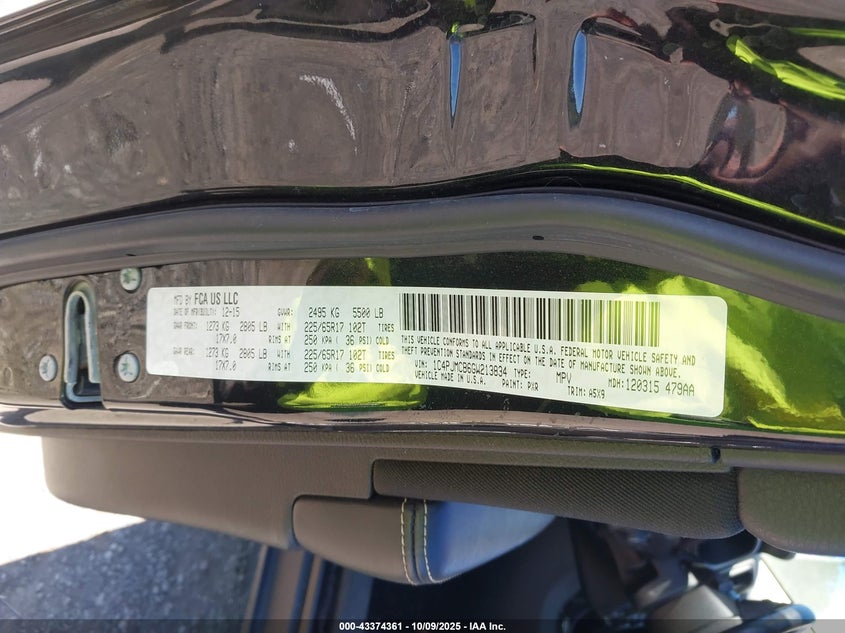 MFD BY FCA US LLC
DATE OF MFR(BUILT): 12-15 GVWR: 2495 KG 5500 LB
GAWR FRONT: 1273 KG 2805 LB WITH 225/65R17 102T TIRES
17X7.0 RIMS AT 250 KPA ( 36 PSI) COLD
GAWR REAR: 1273 KG 2805 LB WITH 225/65R17 102T TIRES
17X7.0 RIMS AT 250 KPA ( 36 PSI) COLD
THIS VEHICLE CONFORMS TO ALL APPLICABLE U.S.A. FEDERAL MOTOR VEHICLE SAFETY AND
THEFT PREVENTION STANDARDS IN EFFECT ON THE DATE OF MANUFACTURE SHOWN ABOVE.
VIN: 1C4PJMCB6GW213834 TYPE: MPV MDH: 120315 479AA
VEHICLE MADE IN U.S.A. PAINT: PXR TRIM: A5X9
000-43374361 | 10/09/2025 - IAA Inc.